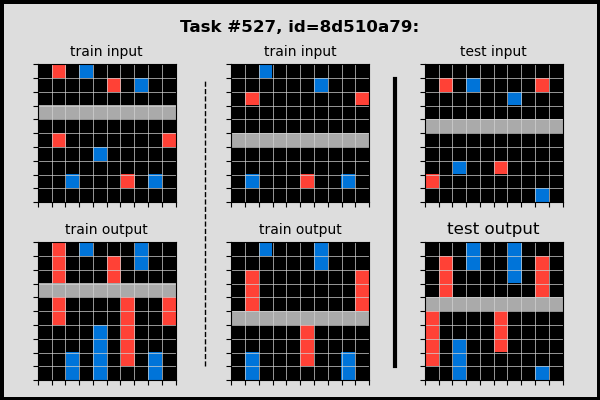 Task #527, id=8d510a79:
train input
train input
test input
train output
train output
test output